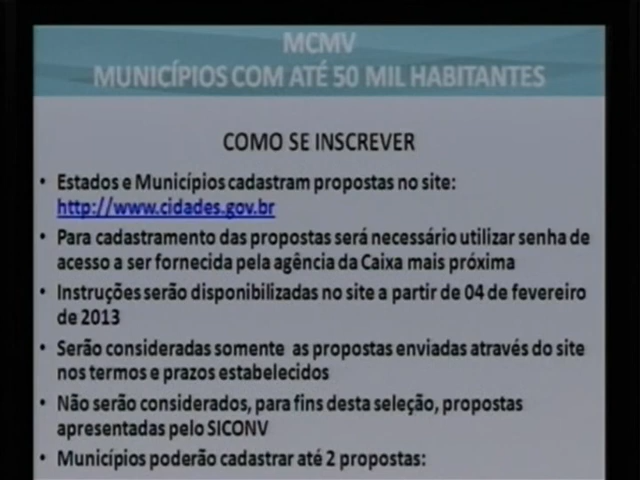 MCMV
MUNICÍPIOS COM ATÉ 50 MIL HABITANTES
COMO SE INSCREVER
• Estados e Municípios cadastram propostas no site:
http://www.cidades.gov.br
• Para cadastramento das propostas será necessário utilizar senha de
acesso a ser fornecida pela agência da Caixa mais próxima
• Instruções serão disponibilizadas no site a partir de 04 de fevereiro
de 2013
• Serão consideradas somente as propostas enviadas através do site
nos termos e prazos estabelecidos
• Não serão considerados, para fins desta seleção, propostas
apresentadas pelo SICONV
• Municípios poderão cadastrar até 2 propostas: